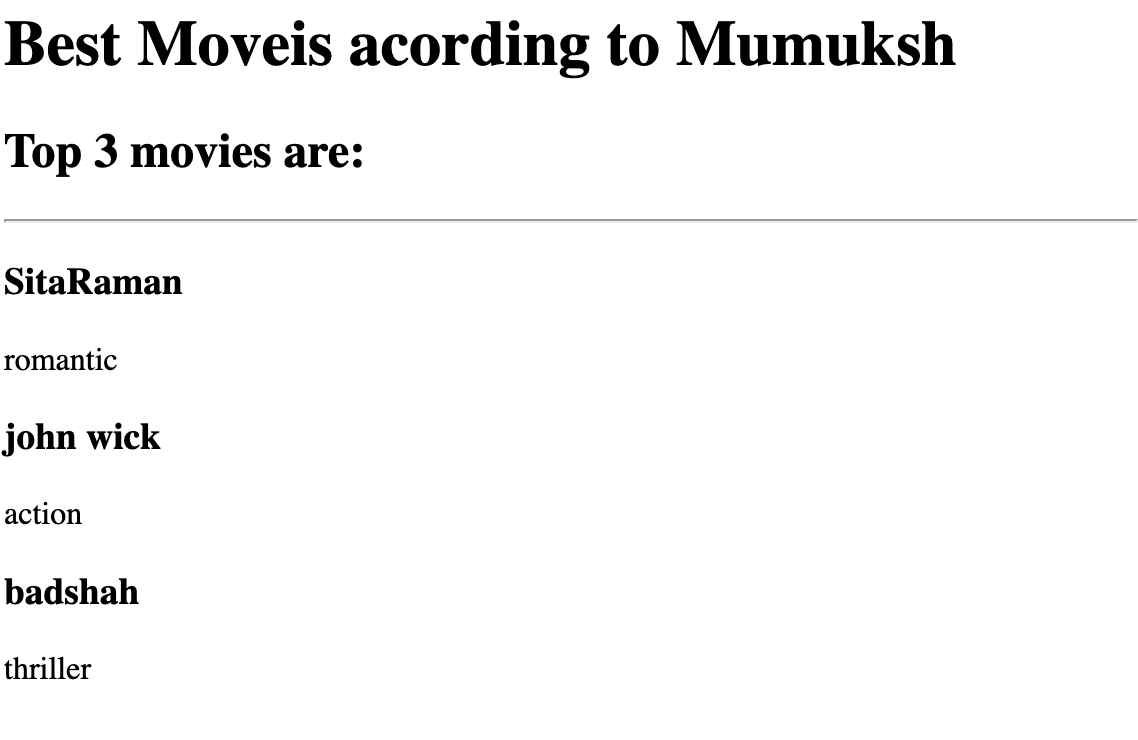 Best Moveis acording to Mumuksh
Top 3 movies are:
SitaRaman
romantic
john wick
action
badshah
thriller